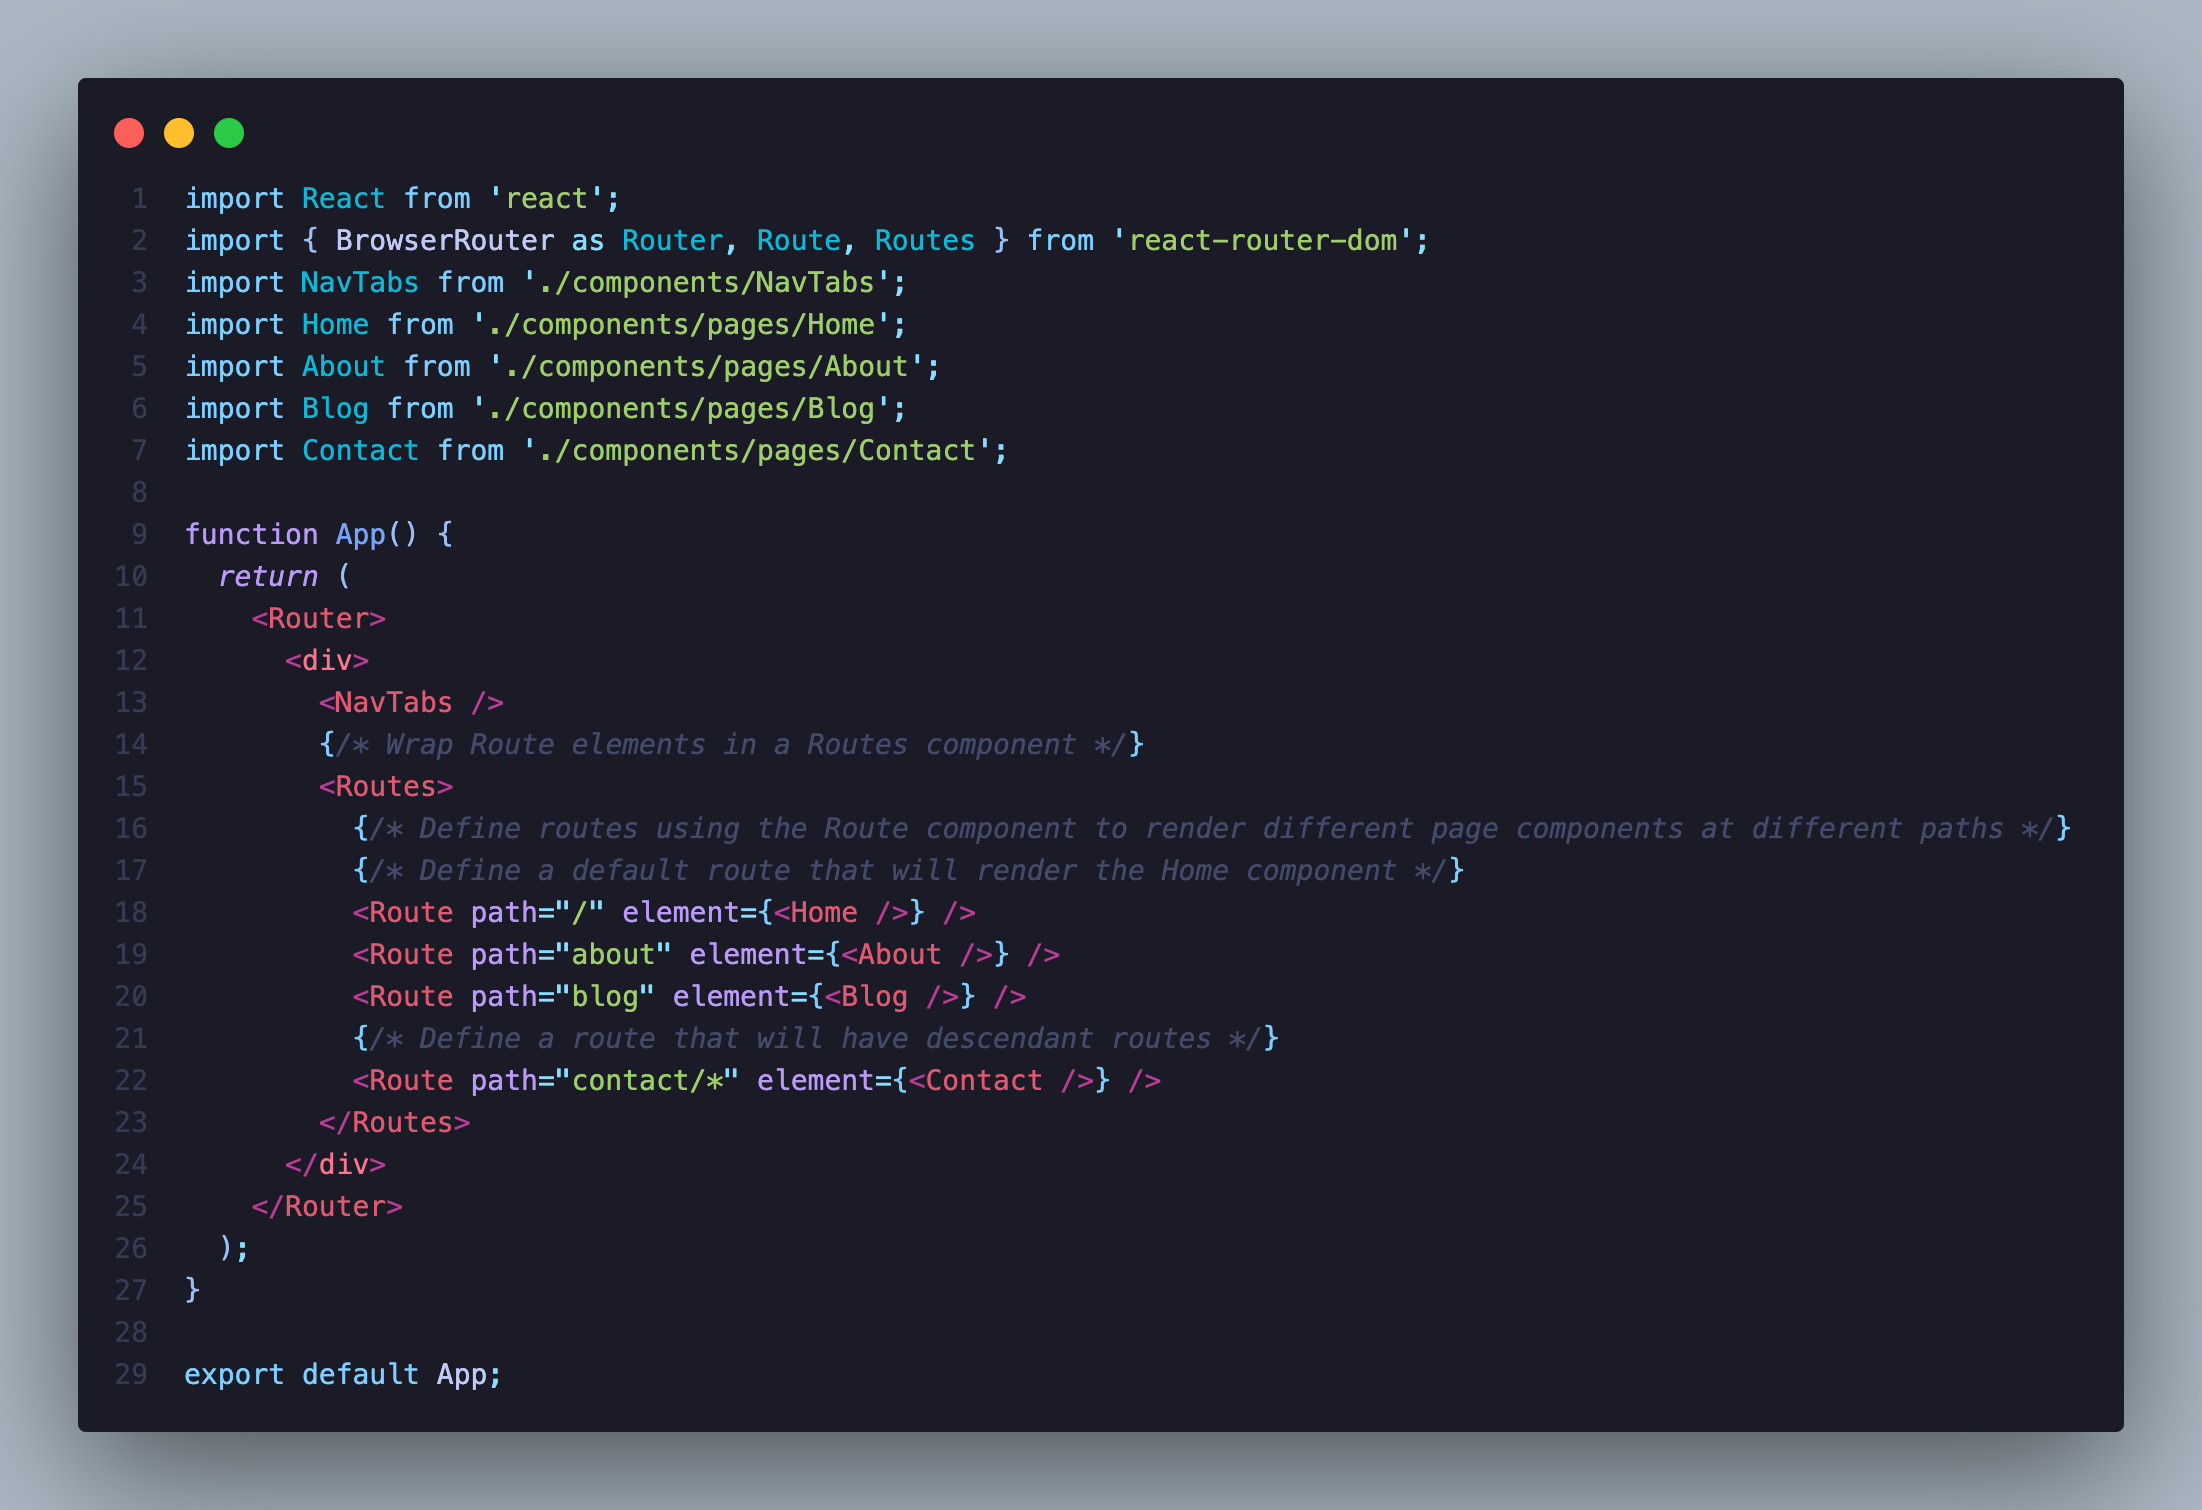 1 import React from 'react';
2 import { BrowserRouter as Router, Route, Routes } from 'react-router-dom';
3 import NavTabs from './components/NavTabs';
4 import Home from './components/pages/Home';
5 import About from './components/pages/About';
6 import Blog from './components/pages/Blog';
7 import Contact from './components/pages/Contact';
8
9 function App() {
10   return (
11     <Router>
12       <div>
13         <NavTabs />
14         {/* Wrap Route elements in a Routes component */}
15         <Routes>
16           {/* Define routes using the Route component to render different page components at different paths */}
17           {/* Define a default route that will render the Home component */}
18           <Route path="/" element={<Home />} />
19           <Route path="about" element={<About />} />
20           <Route path="blog" element={<Blog />} />
21           {/* Define a route that will have descendant routes */}
22           <Route path="contact/*" element={<Contact />} />
23         </Routes>
24       </div>
25     </Router>
26   );
27 }
28
29 export default App;